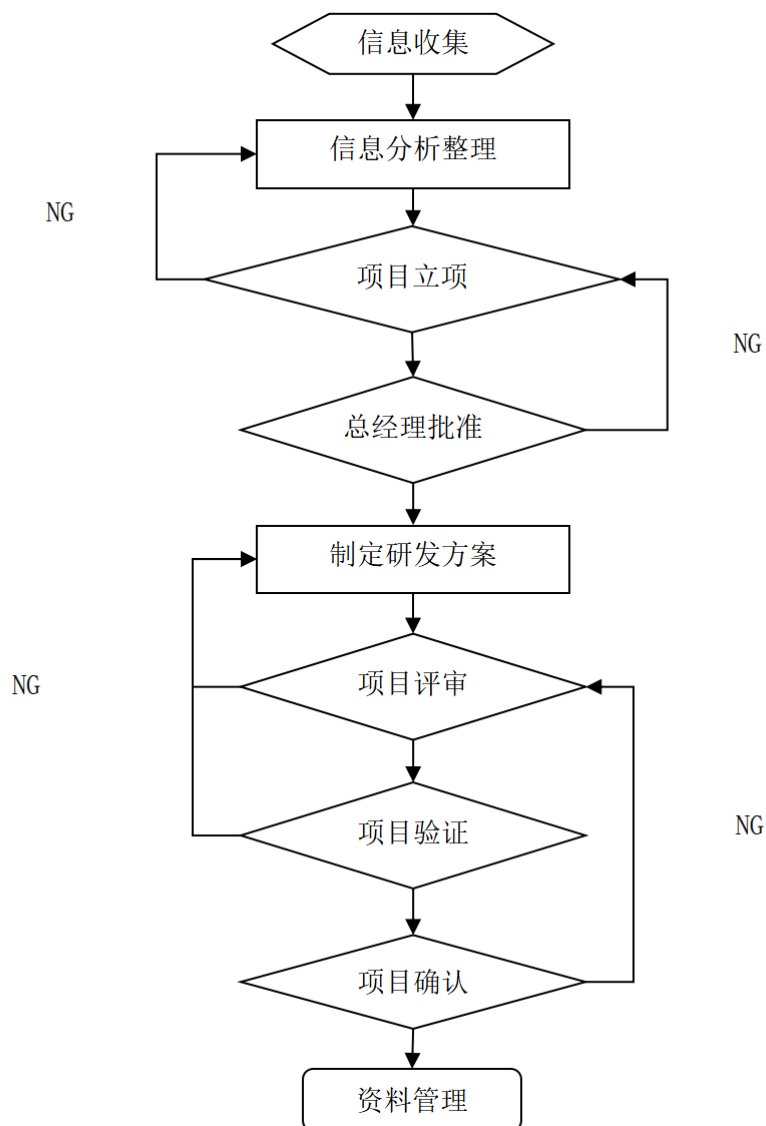 信息收集
信息分析整理
NG
项目立项
NG
总经理批准
制定研发方案
项目评审
NG
项目验证
NG
项目确认
资料管理